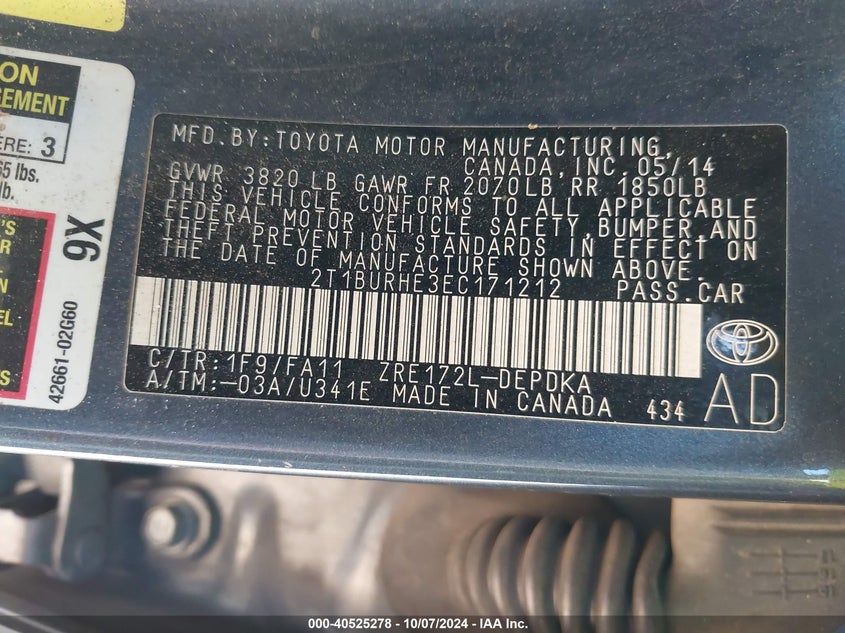 ON
CEMENT
ERE: 3
65 lbs.
lb.
'S
R
EL
S
9X
42661-02G60
MFD.BY:TOYOTA MOTOR MANUFACTURING,
CANADA,INC.05/14
GVWR 3820 LB GAWR FR 2070LB RR 1850LB
THIS VEHICLE CONFORMS TO ALL APPLICABLE
FEDERAL MOTOR VEHICLE SAFETY,BUMPER,AND
THEFT PREVENTION STANDARDS IN EFFECT ON
THE DATE OF MANUFACTURE SHOWN ABOVE.
2T1BURHE3EC171212 PASS.CAR
C/TR:1F9/FA11 ZRE172L-DEPDKA
A/TM:-03A/U341E MADE IN CANADA 434
AD
000-40525278 - 10/07/2024 - IAA Inc.